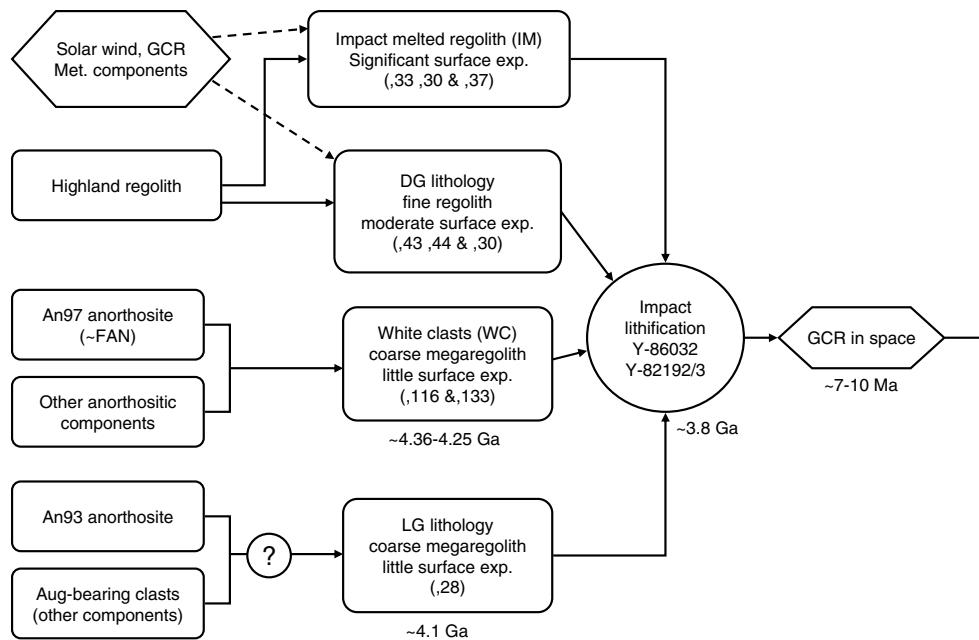 Solar wind, GCR
Met. components
Impact melted regolith (IM)
Significant surface exp.
(,33 ,30 & ,37)
Highland regolith
DG lithology
fine regolith
moderate surface exp.
(,43 ,44 & ,30)
An97 anorthosite
(~FAN)
Other anorthositic
components
White clasts (WC)
coarse megaregolith
little surface exp.
(,116 &,133)
~4.36-4.25 Ga
Impact
lithification
Y-86032
Y-82192/3
~3.8 Ga
GCR in space
~7-10 Ma
An93 anorthosite
Aug-bearing clasts
(other components)
?
LG lithology
coarse megaregolith
little surface exp.
(,28)
~4.1 Ga